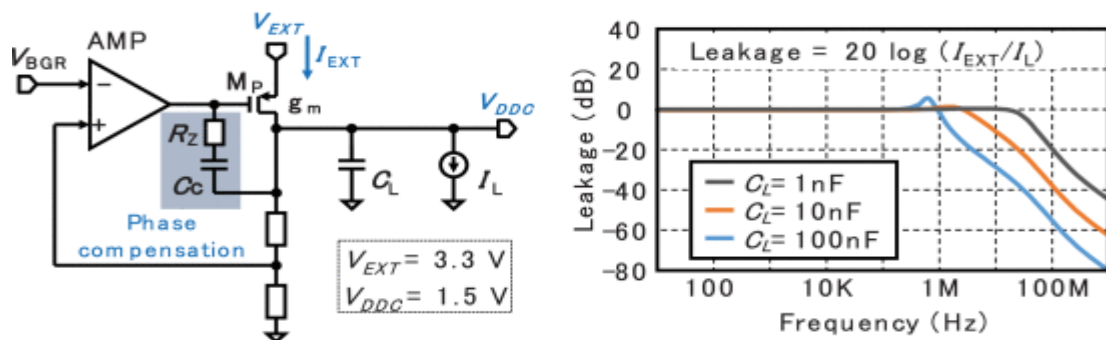 AMP
V_EXT
I_EXT
V_BGR
M_P
g_m
V_DDC
−
+
R_Z
Cc
C_L
I_L
Phase
compensation
V_EXT= 3.3 V
V_DDC= 1.5 V
Leakage = 20 log (I_EXT/I_L)
Leakage (dB)
40
20
0
−20
−40
−60
−80
C_L= 1nF
C_L= 10nF
C_L= 100nF
100 10K 1M 100M
Frequency (Hz)